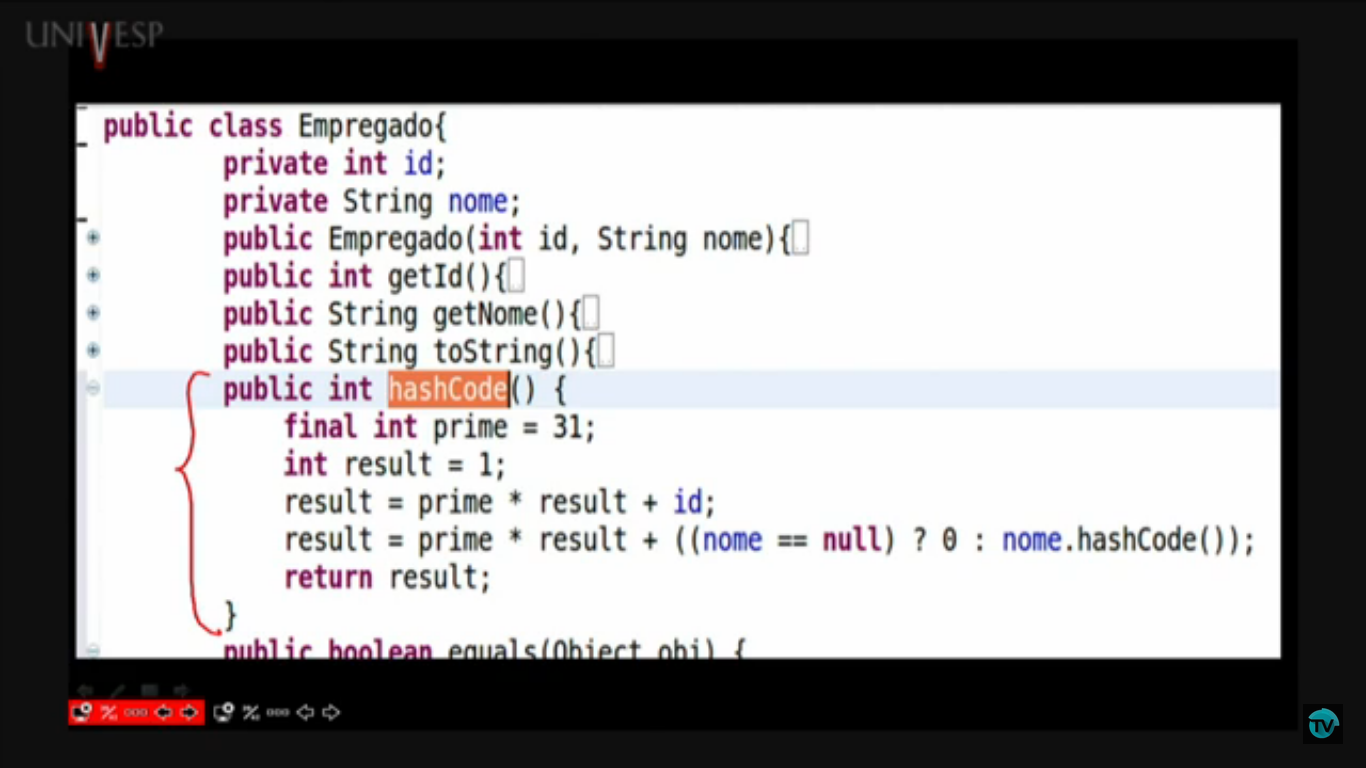 UNIVESP
public class Empregado{
private int id;
private String nome;
public Empregado(int id, String nome){
public int getId(){
public String getNome(){
public String toString(){
public int hashCode() {
final int prime = 31;
int result = 1;
result = prime * result + id;
result = prime * result + ((nome == null) ? 0 : nome.hashCode());
return result;
}
public boolean equals(Object obj) {
TV